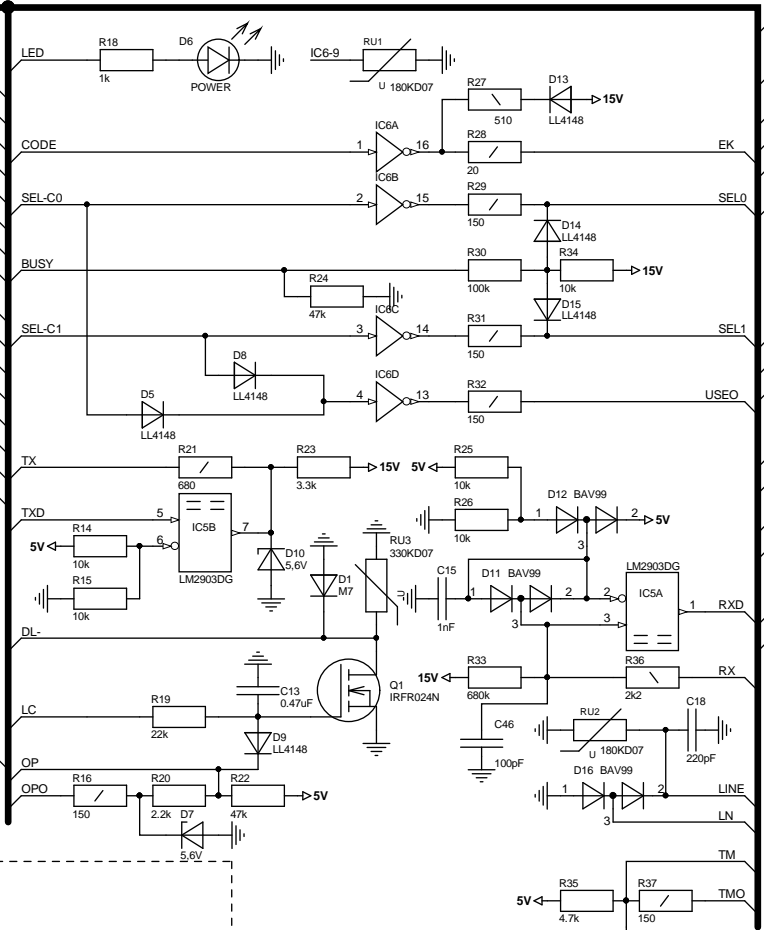 LED R18 1k D6 POWER IC6-9 RU1 U 180KD07
R27 510 D13 LL4148 15V
CODE 1 IC6A 16 R28 20 EK
SEL-C0 2 IC6B 15 R29 150 SEL0
D14 LL4148
BUSY R24 47k R30 100k R34 10k 15V
D15 LL4148
SEL-C1 3 IC6C 14 R31 150 SEL1
D8 LL4148
D5 LL4148 4 IC6D 13 R32 150 USEO
TX R21 680 R23 3.3k 15V 5V R25 10k
R26 10k D12 BAV99 1 2 3 5V
TXD 5 6 7 IC5B LM2903DG
5V R14 10k
R15 10k
D10 5,6V
D1 M7
RU3 330KD07 U
C15 1nF D11 BAV99 1 2 3
LM2903DG IC5A 2 3 1 RXD
DL-
15V R33 680k R36 2k2 RX
C13 0.47uF Q1 IRFR024N
LC R19 22k D9 LL4148
C46 100pF
RU2 U 180KD07 C18 220pF
OP
OPO R16 150 R20 2.2k R22 47k 5V
D7 5,6V
D16 BAV99 1 2 3 LINE
LN
TM
5V R35 4.7k R37 150 TMO